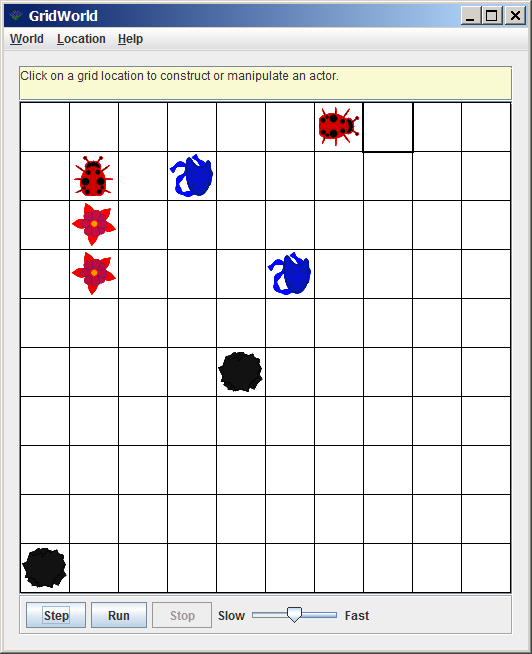 GridWorld
World Location Help
Click on a grid location to construct or manipulate an actor.
Step Run Stop Slow Fast